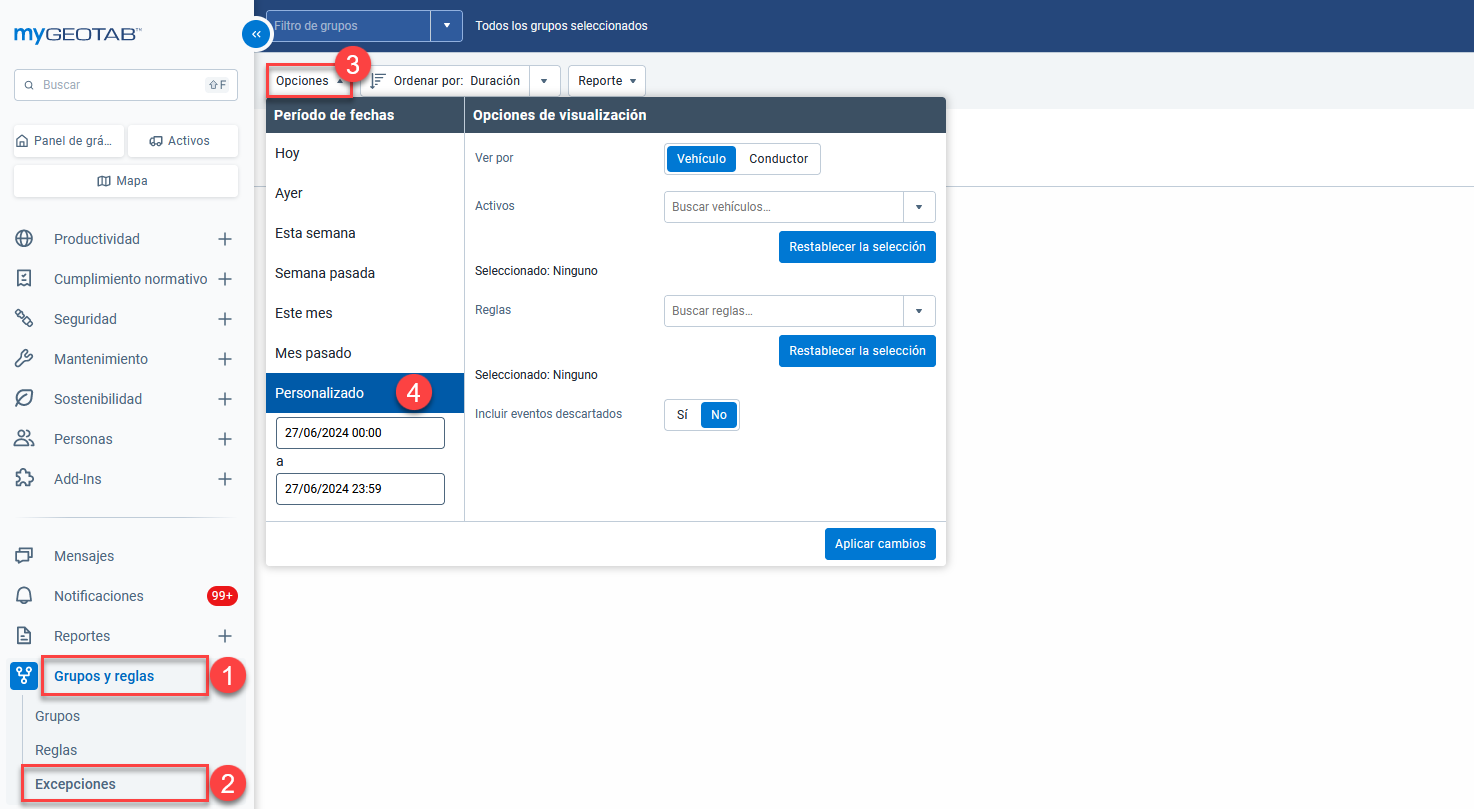 myGEOTAB™
Buscar
⇧F
Panel de grá...
Activos
Mapa
Productividad
Cumplimiento normativo
Seguridad
Mantenimiento
Sostenibilidad
Personas
Add-Ins
Mensajes
Notificaciones
99+
Reportes
Grupos y reglas
1
Grupos
Reglas
Excepciones
2
Filtro de grupos
Todos los grupos seleccionados
Opciones
3
Ordenar por: Duración
Reporte
Período de fechas
Hoy
Ayer
Esta semana
Semana pasada
Este mes
Mes pasado
Personalizado
4
27/06/2024 00:00
a
27/06/2024 23:59
Opciones de visualización
Ver por
Vehículo
Conductor
Activos
Buscar vehículos...
Restablecer la selección
Seleccionado: Ninguno
Reglas
Buscar reglas...
Restablecer la selección
Seleccionado: Ninguno
Incluir eventos descartados
Sí
No
Aplicar cambios